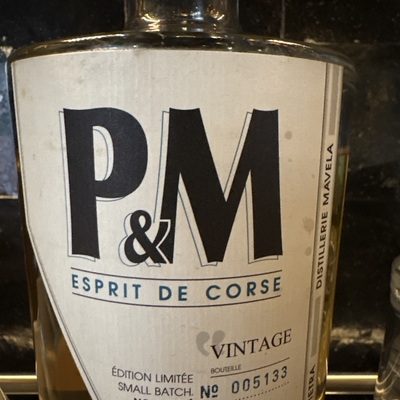 P&M
ESPRIT DE CORSE
VINTAGE
BOUTEILLE
ÉDITION LIMITÉE
SMALL BATCH.
Nº 005133
DISTILLERIE MAVELA